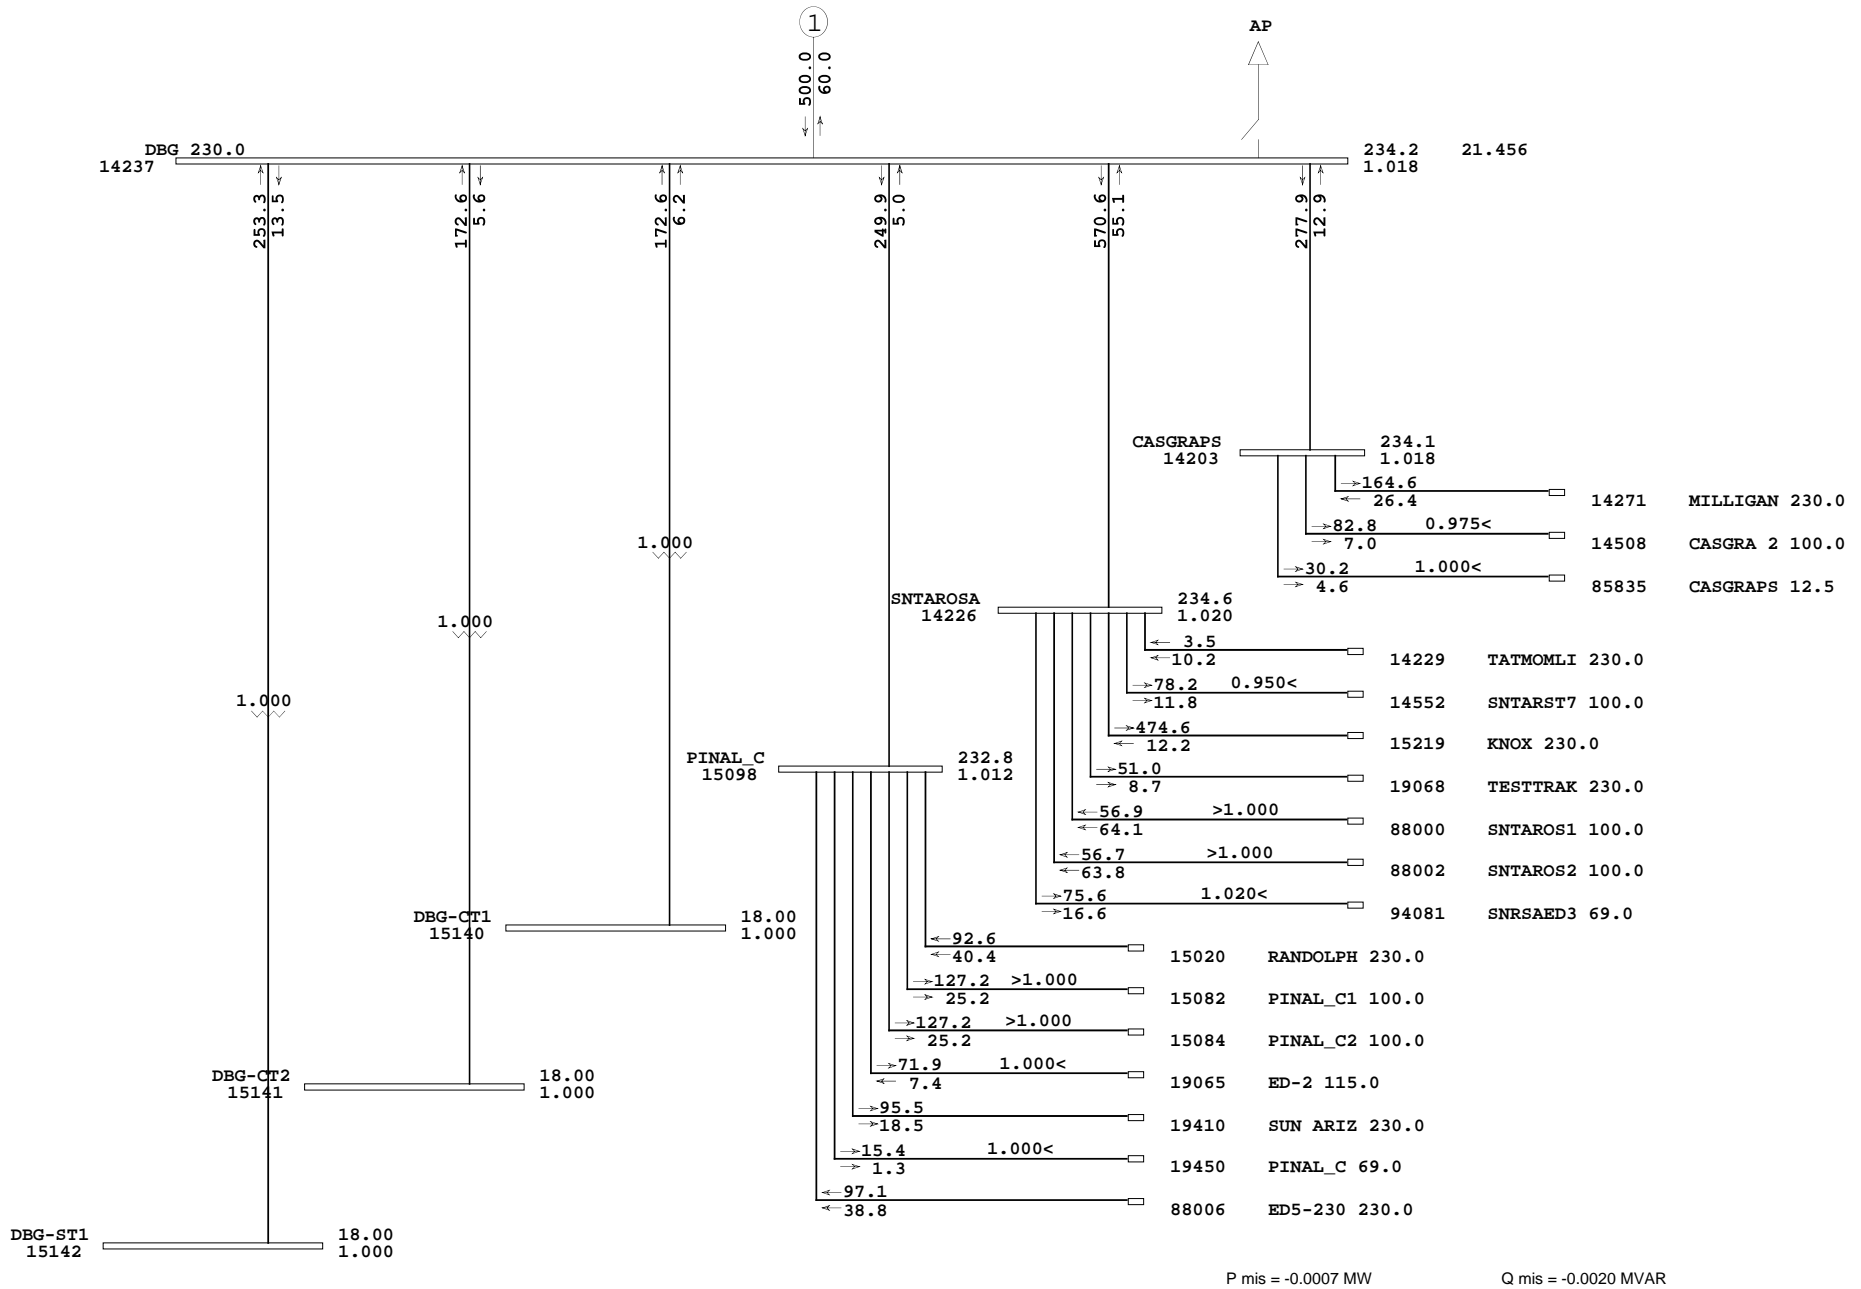 1
AP
500.0
60.0
DBG 230.0
14237
234.2 21.456
1.018
253.3
13.5
172.6
5.6
172.6
6.2
249.9
5.0
570.6
55.1
277.9
12.9
CASGRAPS
14203
234.1
1.018
164.6
26.4
14271 MILLIGAN 230.0
82.8 0.975<
7.0
14508 CASGRA 2 100.0
30.2 1.000<
4.6
85835 CASGRAPS 12.5
1.000
1.000
1.000
SNTAROSA
14226
234.6
1.020
3.5
10.2
14229 TATMOMLI 230.0
78.2 0.950<
11.8
14552 SNTARST7 100.0
474.6
12.2
15219 KNOX 230.0
51.0
8.7
19068 TESTTRAK 230.0
56.9 >1.000
64.1
88000 SNTAROS1 100.0
56.7 >1.000
63.8
88002 SNTAROS2 100.0
75.6 1.020<
16.6
94081 SNRSAED3 69.0
PINAL_C
15098
232.8
1.012
92.6
40.4
15020 RANDOLPH 230.0
127.2 >1.000
25.2
15082 PINAL_C1 100.0
127.2 >1.000
25.2
15084 PINAL_C2 100.0
71.9 1.000<
7.4
19065 ED-2 115.0
95.5
18.5
19410 SUN ARIZ 230.0
15.4 1.000<
1.3
19450 PINAL_C 69.0
97.1
38.8
88006 ED5-230 230.0
DBG-CT1
15140
18.00
1.000
DBG-CT2
15141
18.00
1.000
DBG-ST1
15142
18.00
1.000
P mis = -0.0007 MW Q mis = -0.0020 MVAR